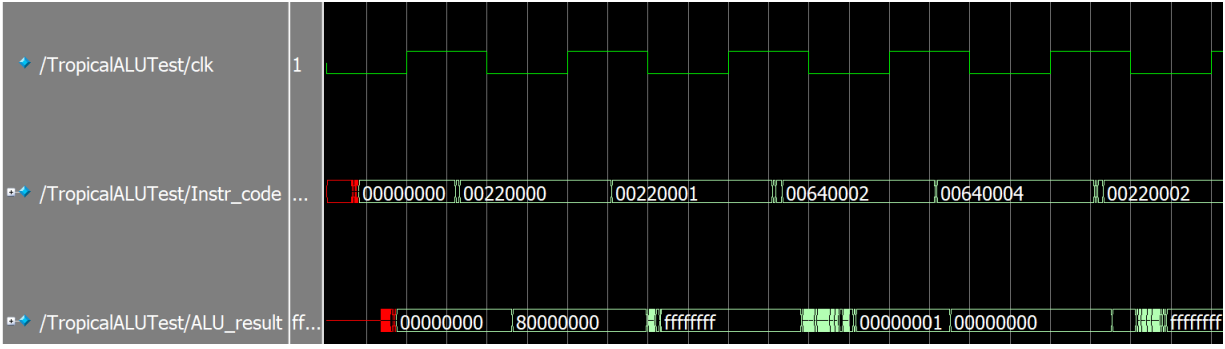 /TropicalALUTest/clk 1
/TropicalALUTest/Instr_code ... 00000000 00220000 00220001 00640002 00640004 00220002
/TropicalALUTest/ALU_result ff... 00000000 80000000 ffffffff 00000001 00000000 ffffffff